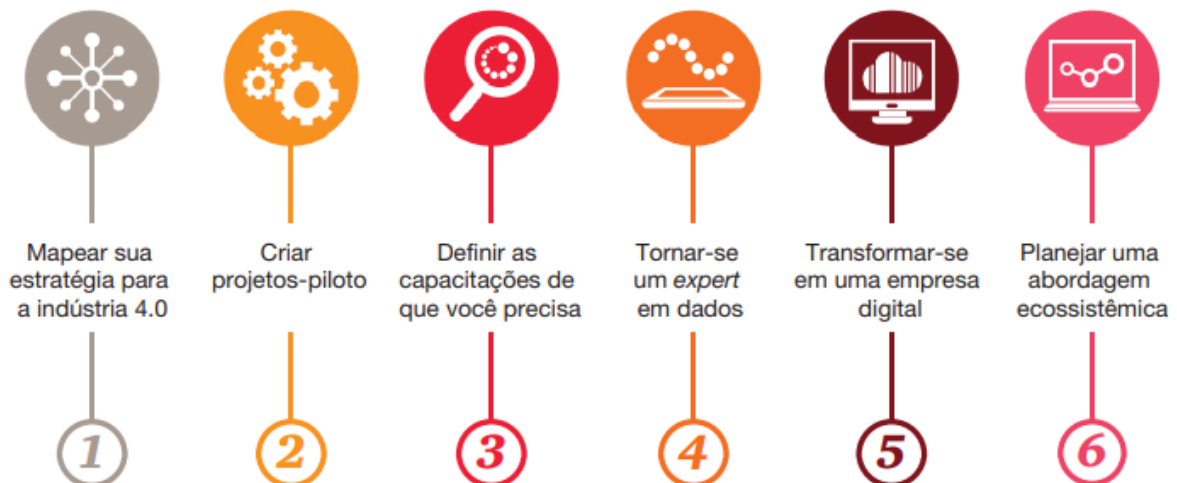 Mapear sua
estratégia para
a indústria 4.0
Criar
projetos-piloto
Definir as
capacitações de
que você precisa
Tornar-se
um expert
em dados
Transformar-se
em uma empresa
digital
Planejar uma
abordagem
ecossistêmica
1
2
3
4
5
6